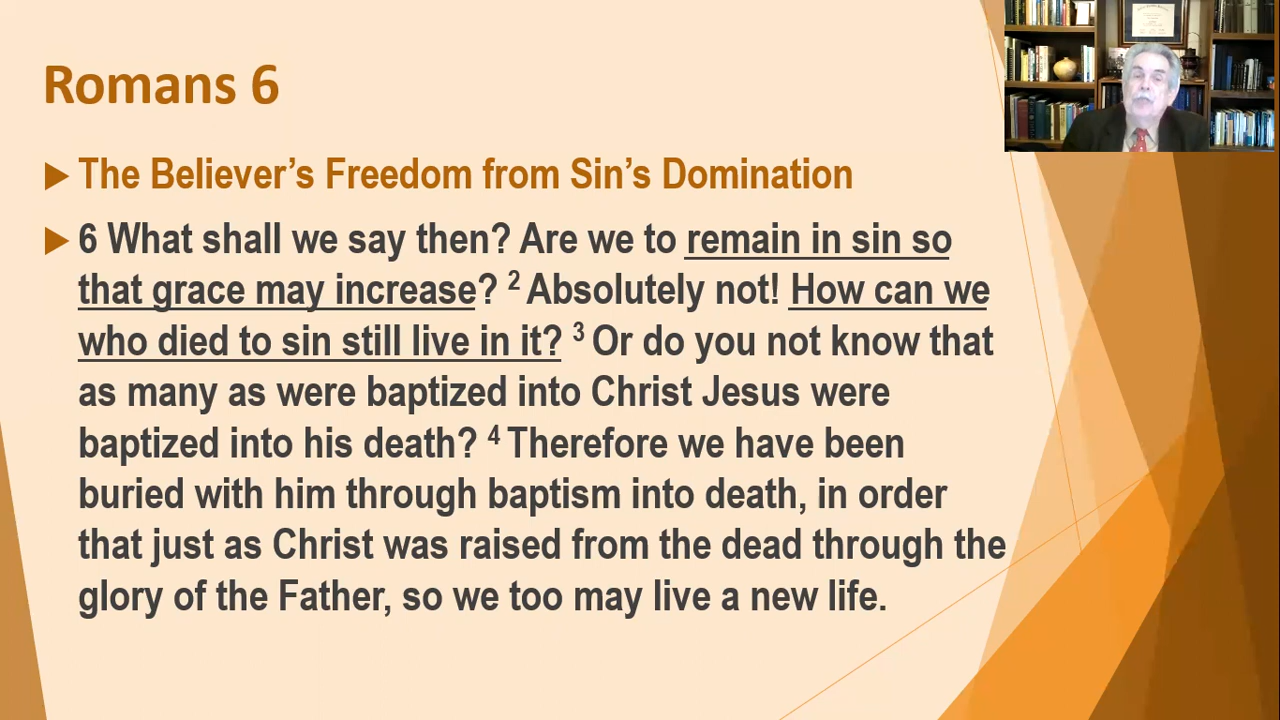 Romans 6
The Believer’s Freedom from Sin’s Domination
6 What shall we say then? Are we to remain in sin so
that grace may increase? 2 Absolutely not! How can we
who died to sin still live in it? 3 Or do you not know that
as many as were baptized into Christ Jesus were
baptized into his death? 4 Therefore we have been
buried with him through baptism into death, in order
that just as Christ was raised from the dead through the
glory of the Father, so we too may live a new life.